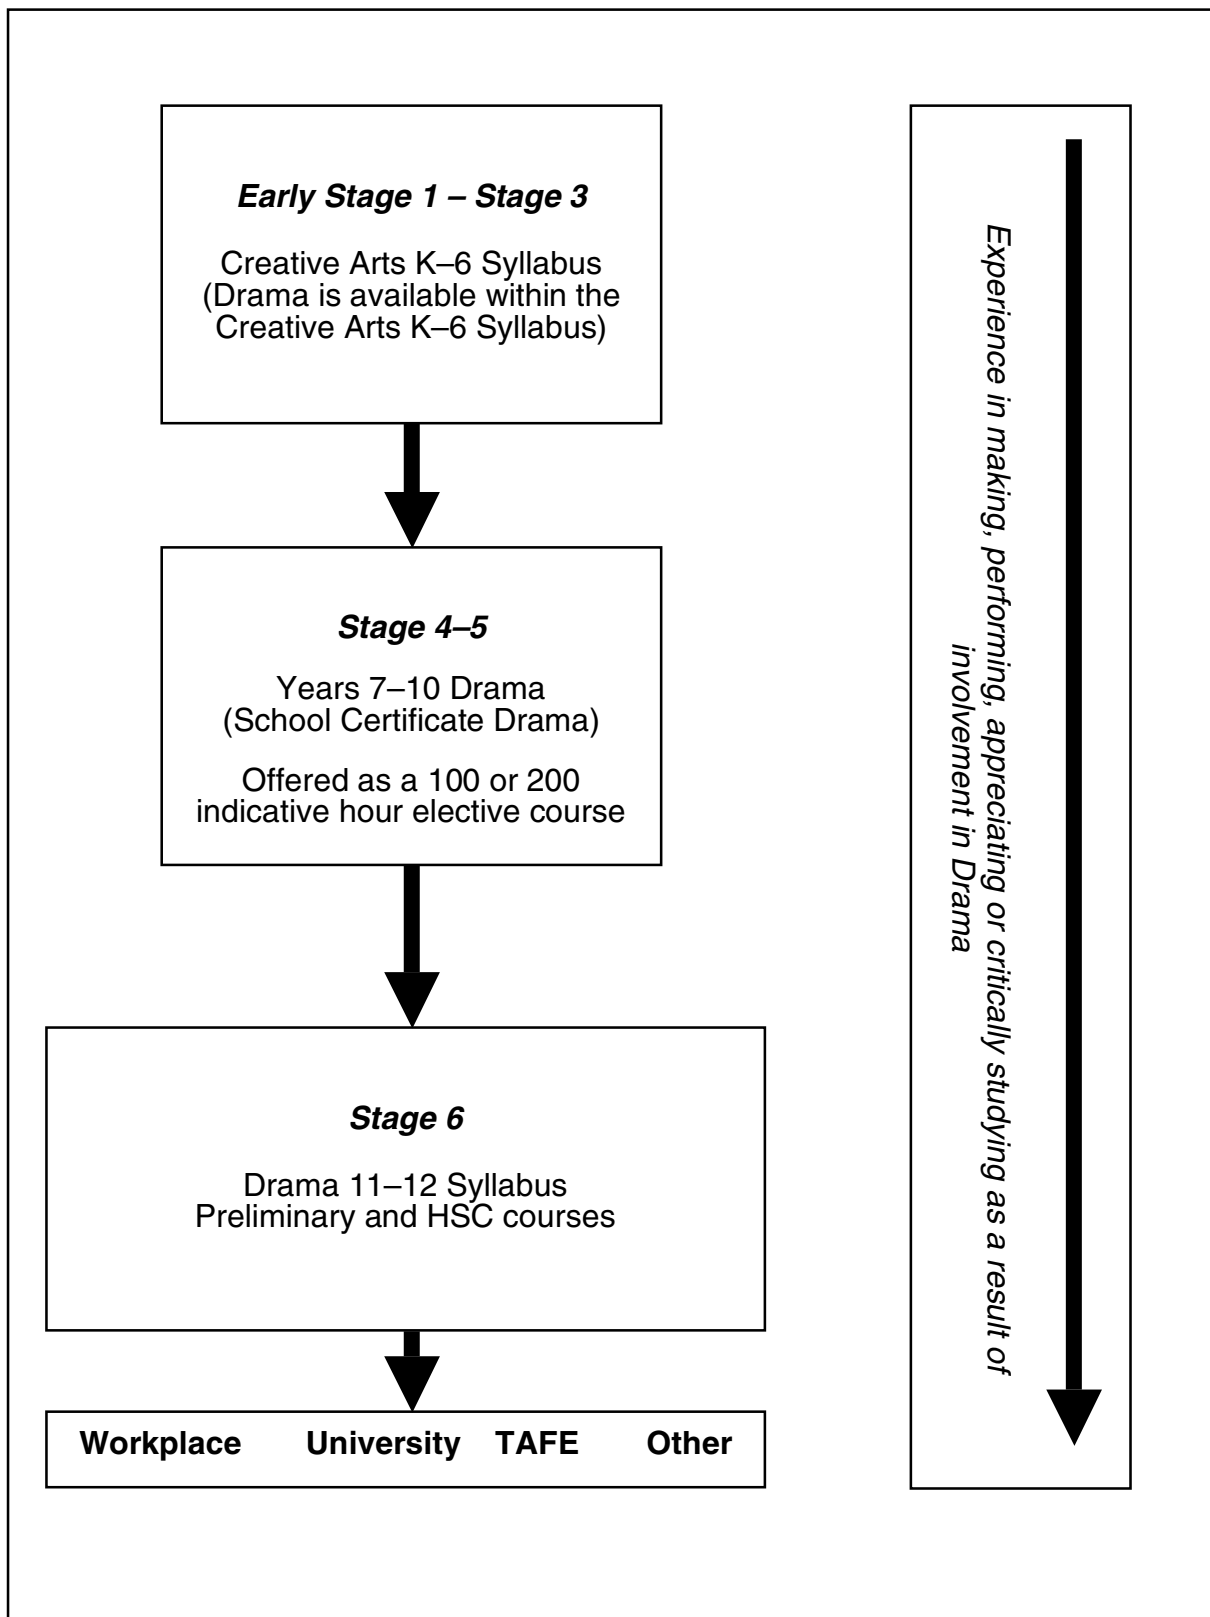 Early Stage 1 – Stage 3
Creative Arts K–6 Syllabus
(Drama is available within the
Creative Arts K–6 Syllabus)
Stage 4–5
Years 7–10 Drama
(School Certificate Drama)
Offered as a 100 or 200
indicative hour elective course
Stage 6
Drama 11–12 Syllabus
Preliminary and HSC courses
Workplace University TAFE Other
Experience in making, performing, appreciating or critically studying as a result of
involvement in Drama